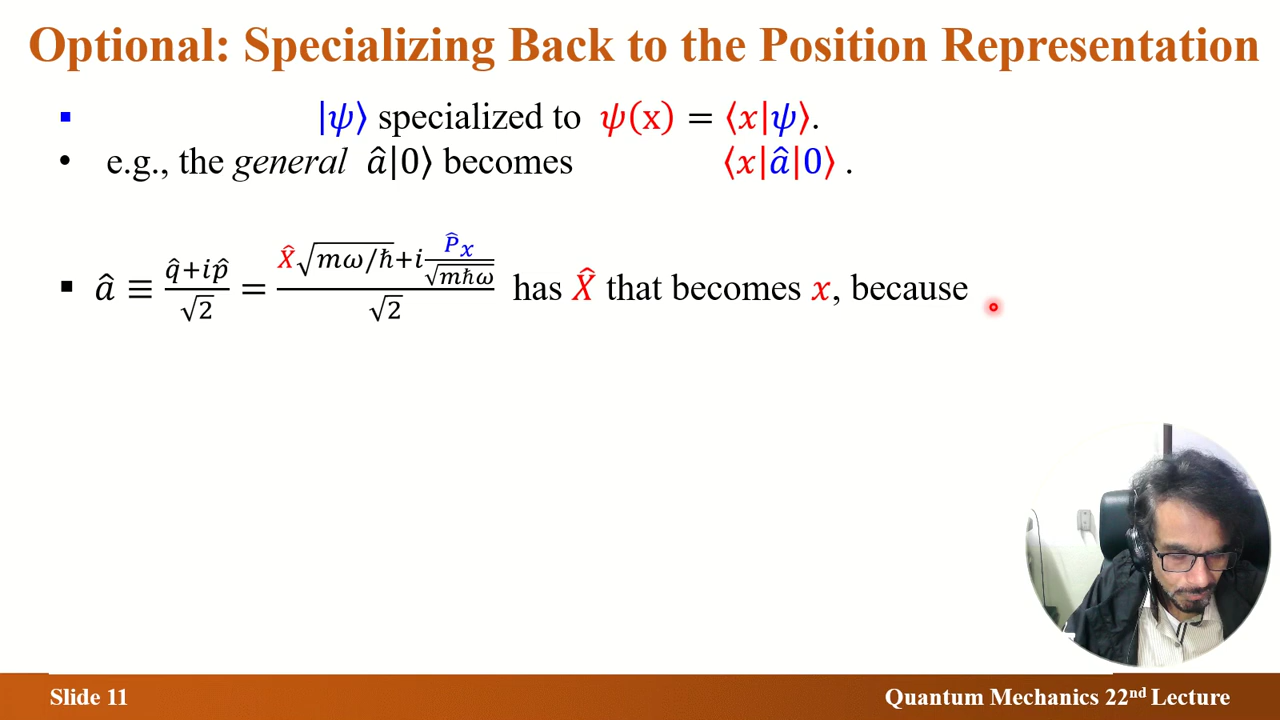 Optional: Specializing Back to the Position Representation
▪ |ψ⟩ specialized to ψ(x) = ⟨x|ψ⟩.
• e.g., the general â|0⟩ becomes ⟨x|â|0⟩ .
▪ â ≡ (q̂+ip̂)/√2 = (X̂√(mω/ħ)+i P̂ₓ/√(mħω))/√2 has X̂ that becomes x, because
Slide 11
Quantum Mechanics 22nd Lecture